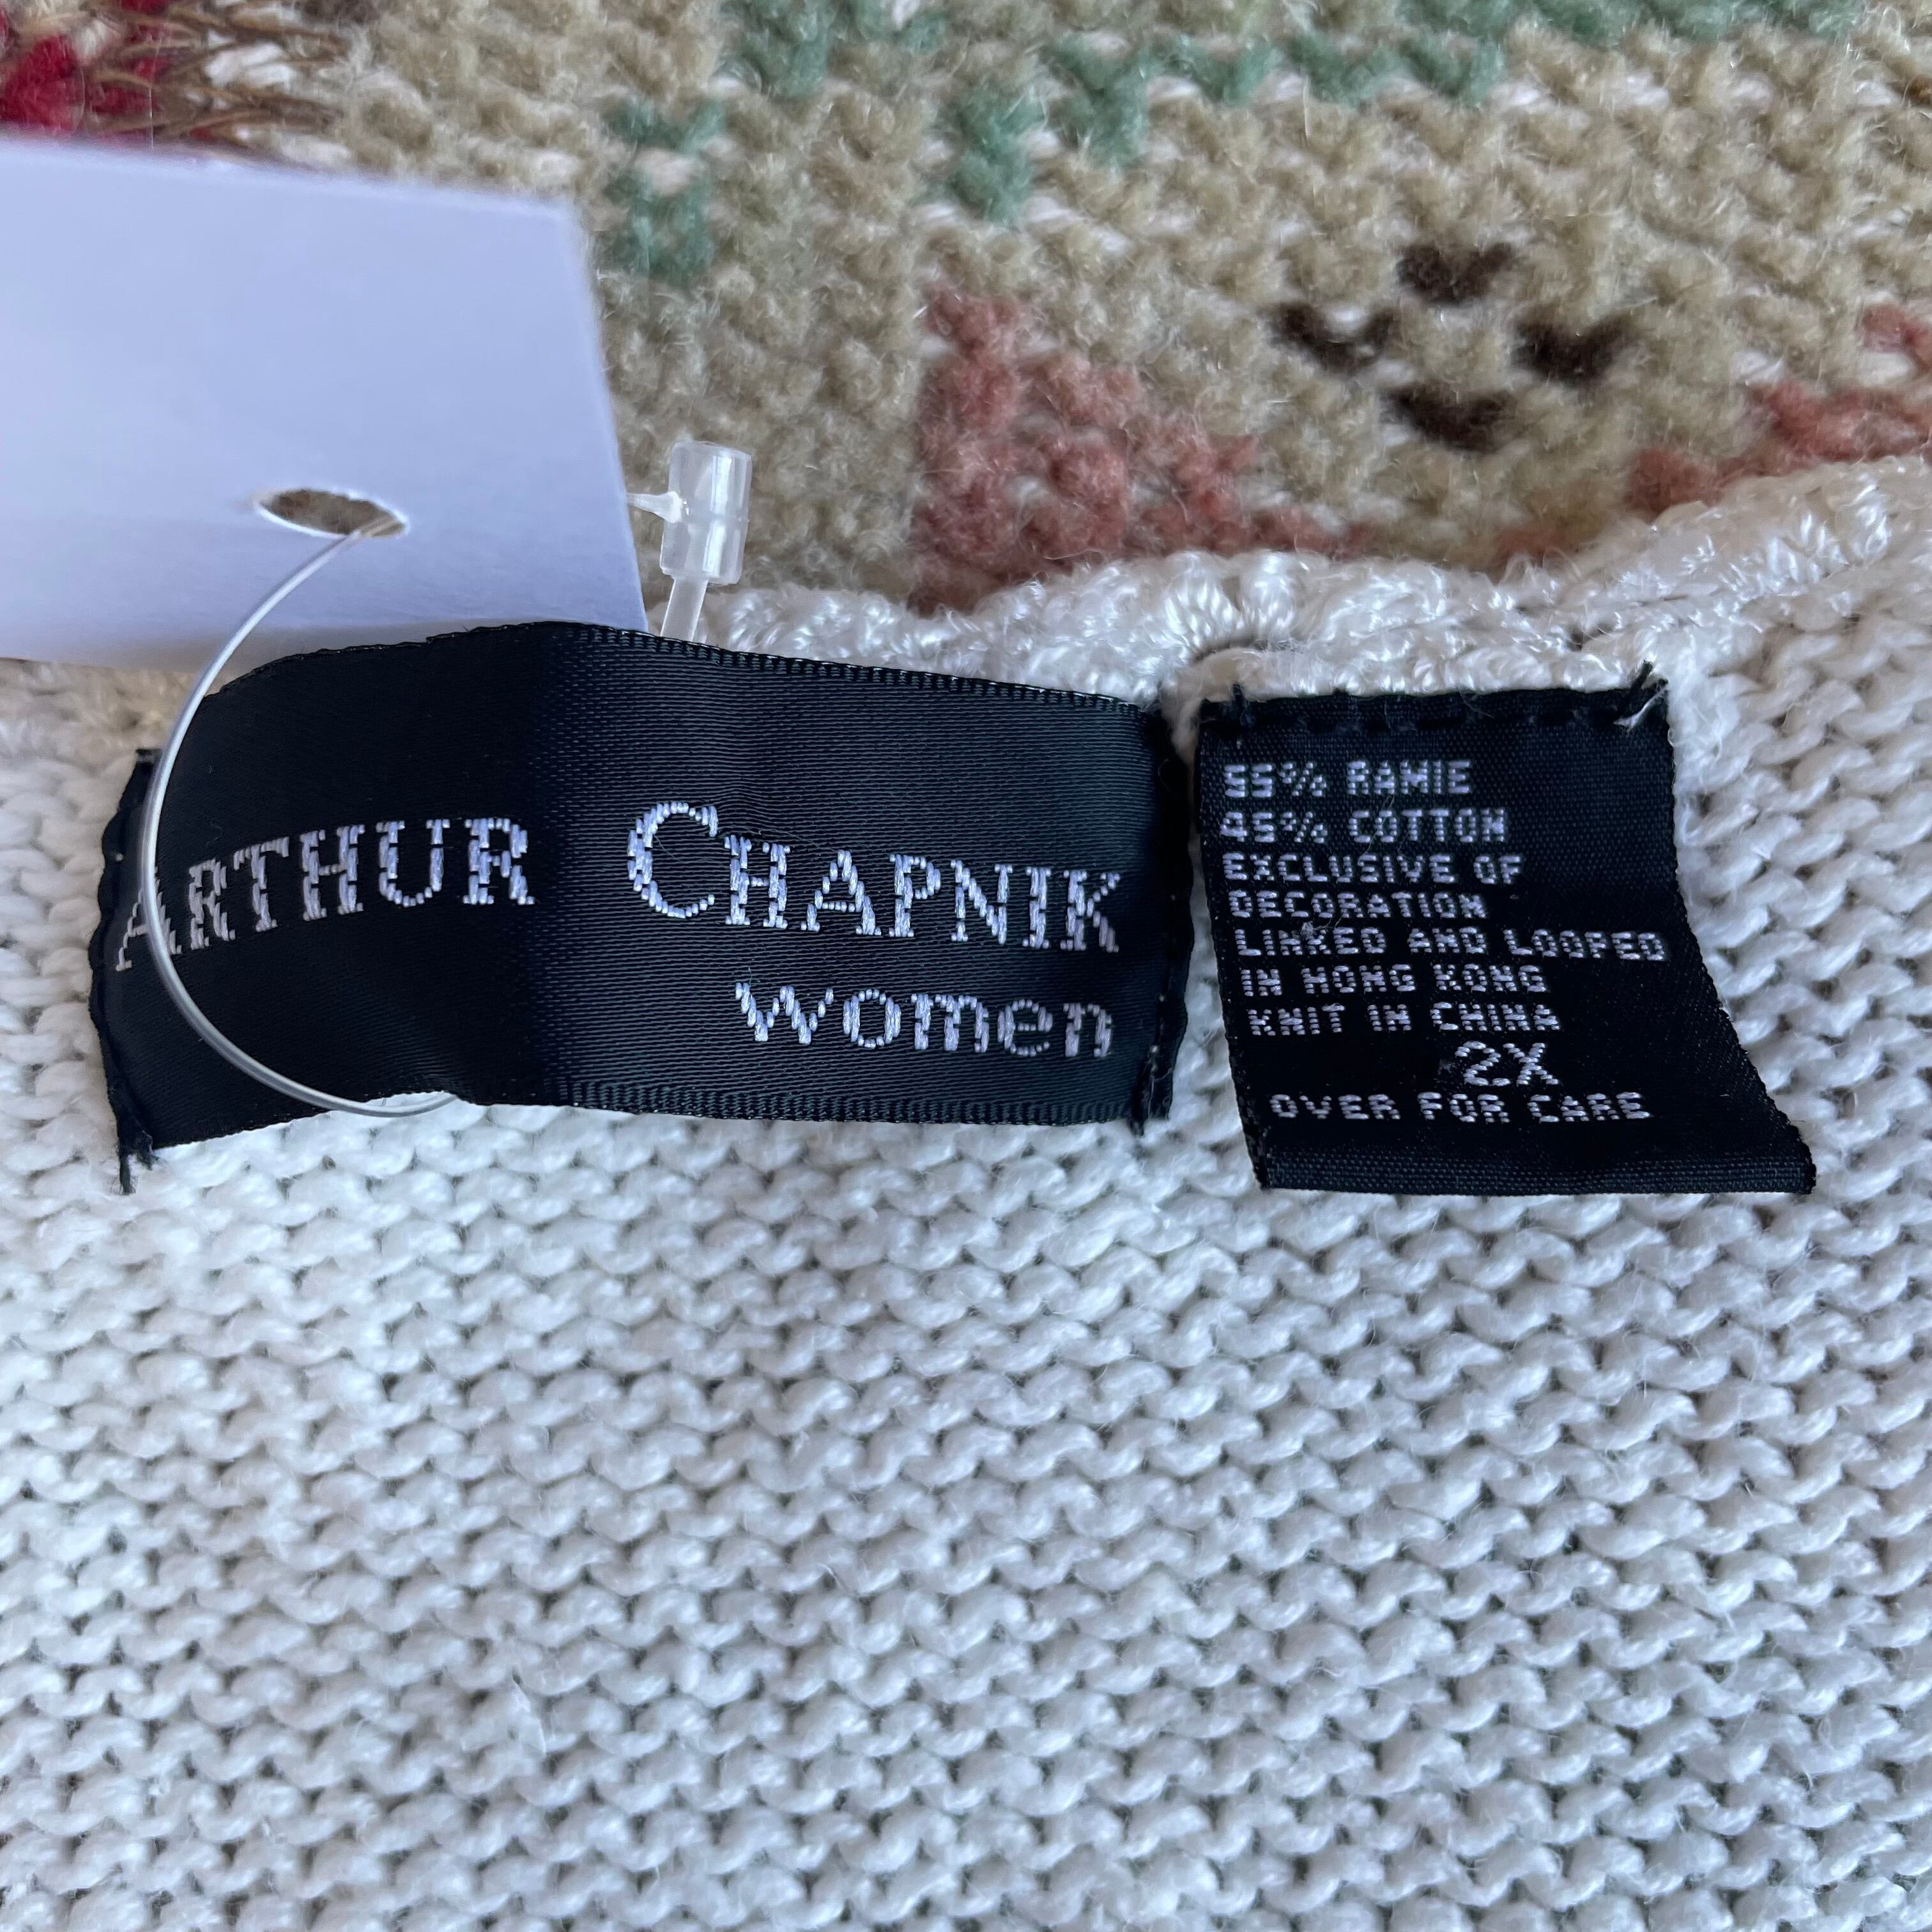 ARTHUR CHAPNIK
women
55% RAMIE
45% COTTON
EXCLUSIVE OF
DECORATION
LINKED AND LOOPED
IN HONG KONG
KNIT IN CHINA
2X
OVER FOR CARE